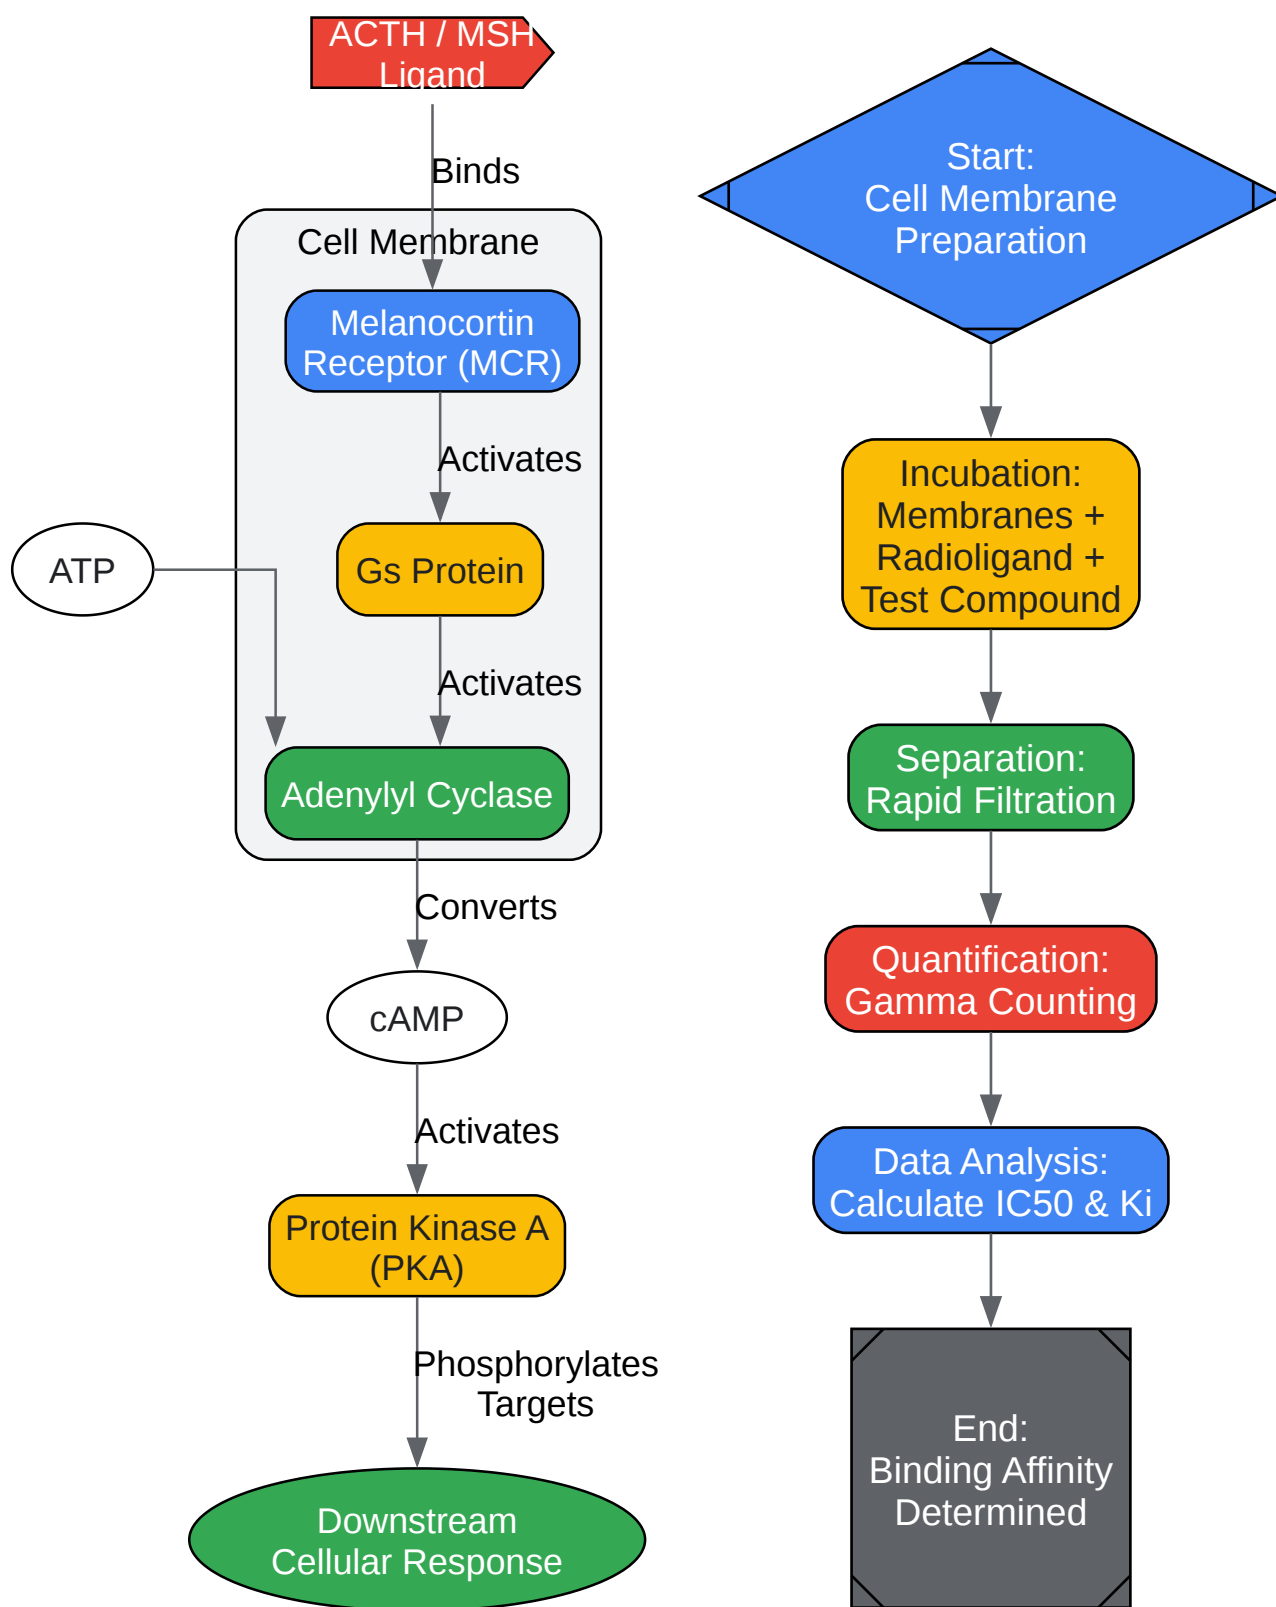 ACTH / MSH
Ligand
Binds
Cell Membrane
Melanocortin
Receptor (MCR)
Activates
ATP
Gs Protein
Activates
Adenylyl Cyclase
Converts
cAMP
Activates
Protein Kinase A
(PKA)
Phosphorylates
Targets
Downstream
Cellular Response
Start:
Cell Membrane
Preparation
Incubation:
Membranes +
Radioligand +
Test Compound
Separation:
Rapid Filtration
Quantification:
Gamma Counting
Data Analysis:
Calculate IC50 & Ki
End:
Binding Affinity
Determined